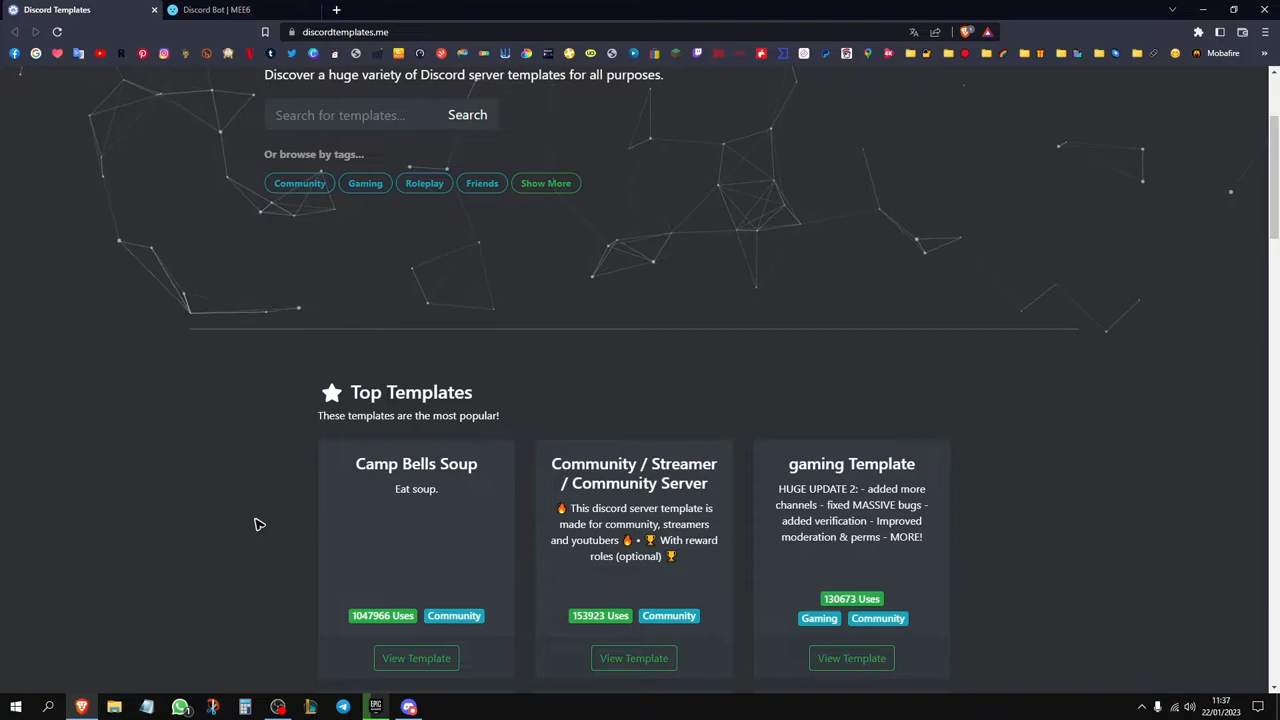 Discord Templates
Discord Bot | MEE6
discordtemplates.me
Mobafire
Discover a huge variety of Discord server templates for all purposes.
Search for templates... Search
Or browse by tags...
Community Gaming Roleplay Friends Show More
Top Templates
These templates are the most popular!
Camp Bells Soup
Eat soup.
1047966 Uses Community
View Template
Community / Streamer
/ Community Server
🔥 This discord server template is
made for community, streamers
and youtubers 🔥 • 🏆 With reward
roles (optional) 🏆
153923 Uses Community
View Template
gaming Template
HUGE UPDATE 2: - added more
channels - fixed MASSIVE bugs -
added verification - Improved
moderation & perms - MORE!
130673 Uses
Gaming Community
View Template
EPIC
11:37
22/01/2023